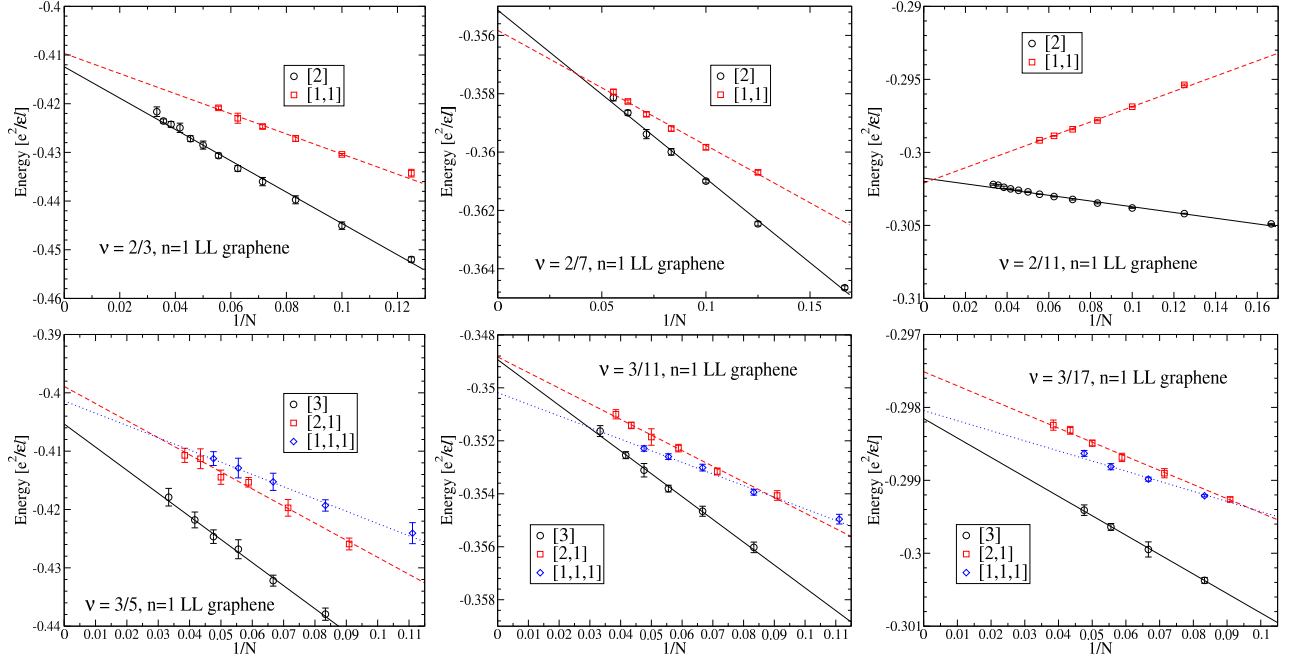 -0.4
-0.41
-0.42
-0.43
-0.44
-0.45
-0.46
Energy [e²/εl]
[2]
[1,1]
ν = 2/3, n=1 LL graphene
0 0.02 0.04 0.06 0.08 0.1 0.12
1/N
-0.356
-0.358
-0.36
-0.362
-0.364
Energy [e²/εl]
[2]
[1,1]
ν = 2/7, n=1 LL graphene
0 0.05 0.1 0.15
1/N
-0.29
-0.295
-0.3
-0.305
-0.31
Energy [e²/εl]
[2]
[1,1]
ν = 2/11, n=1 LL graphene
0 0.02 0.04 0.06 0.08 0.1 0.12 0.14 0.16
1/N
-0.39
-0.4
-0.41
-0.42
-0.43
-0.44
Energy [e²/εl]
[3]
[2,1]
[1,1,1]
ν = 3/5, n=1 LL graphene
0 0.01 0.02 0.03 0.04 0.05 0.06 0.07 0.08 0.09 0.1 0.11
1/N
-0.348
-0.35
-0.352
-0.354
-0.356
-0.358
Energy [e²/εl]
ν = 3/11, n=1 LL graphene
[3]
[2,1]
[1,1,1]
0 0.01 0.02 0.03 0.04 0.05 0.06 0.07 0.08 0.09 0.1 0.11
1/N
-0.297
-0.298
-0.299
-0.3
-0.301
Energy [e²/εl]
ν = 3/17, n=1 LL graphene
[3]
[2,1]
[1,1,1]
0 0.01 0.02 0.03 0.04 0.05 0.06 0.07 0.08 0.09 0.1
1/N